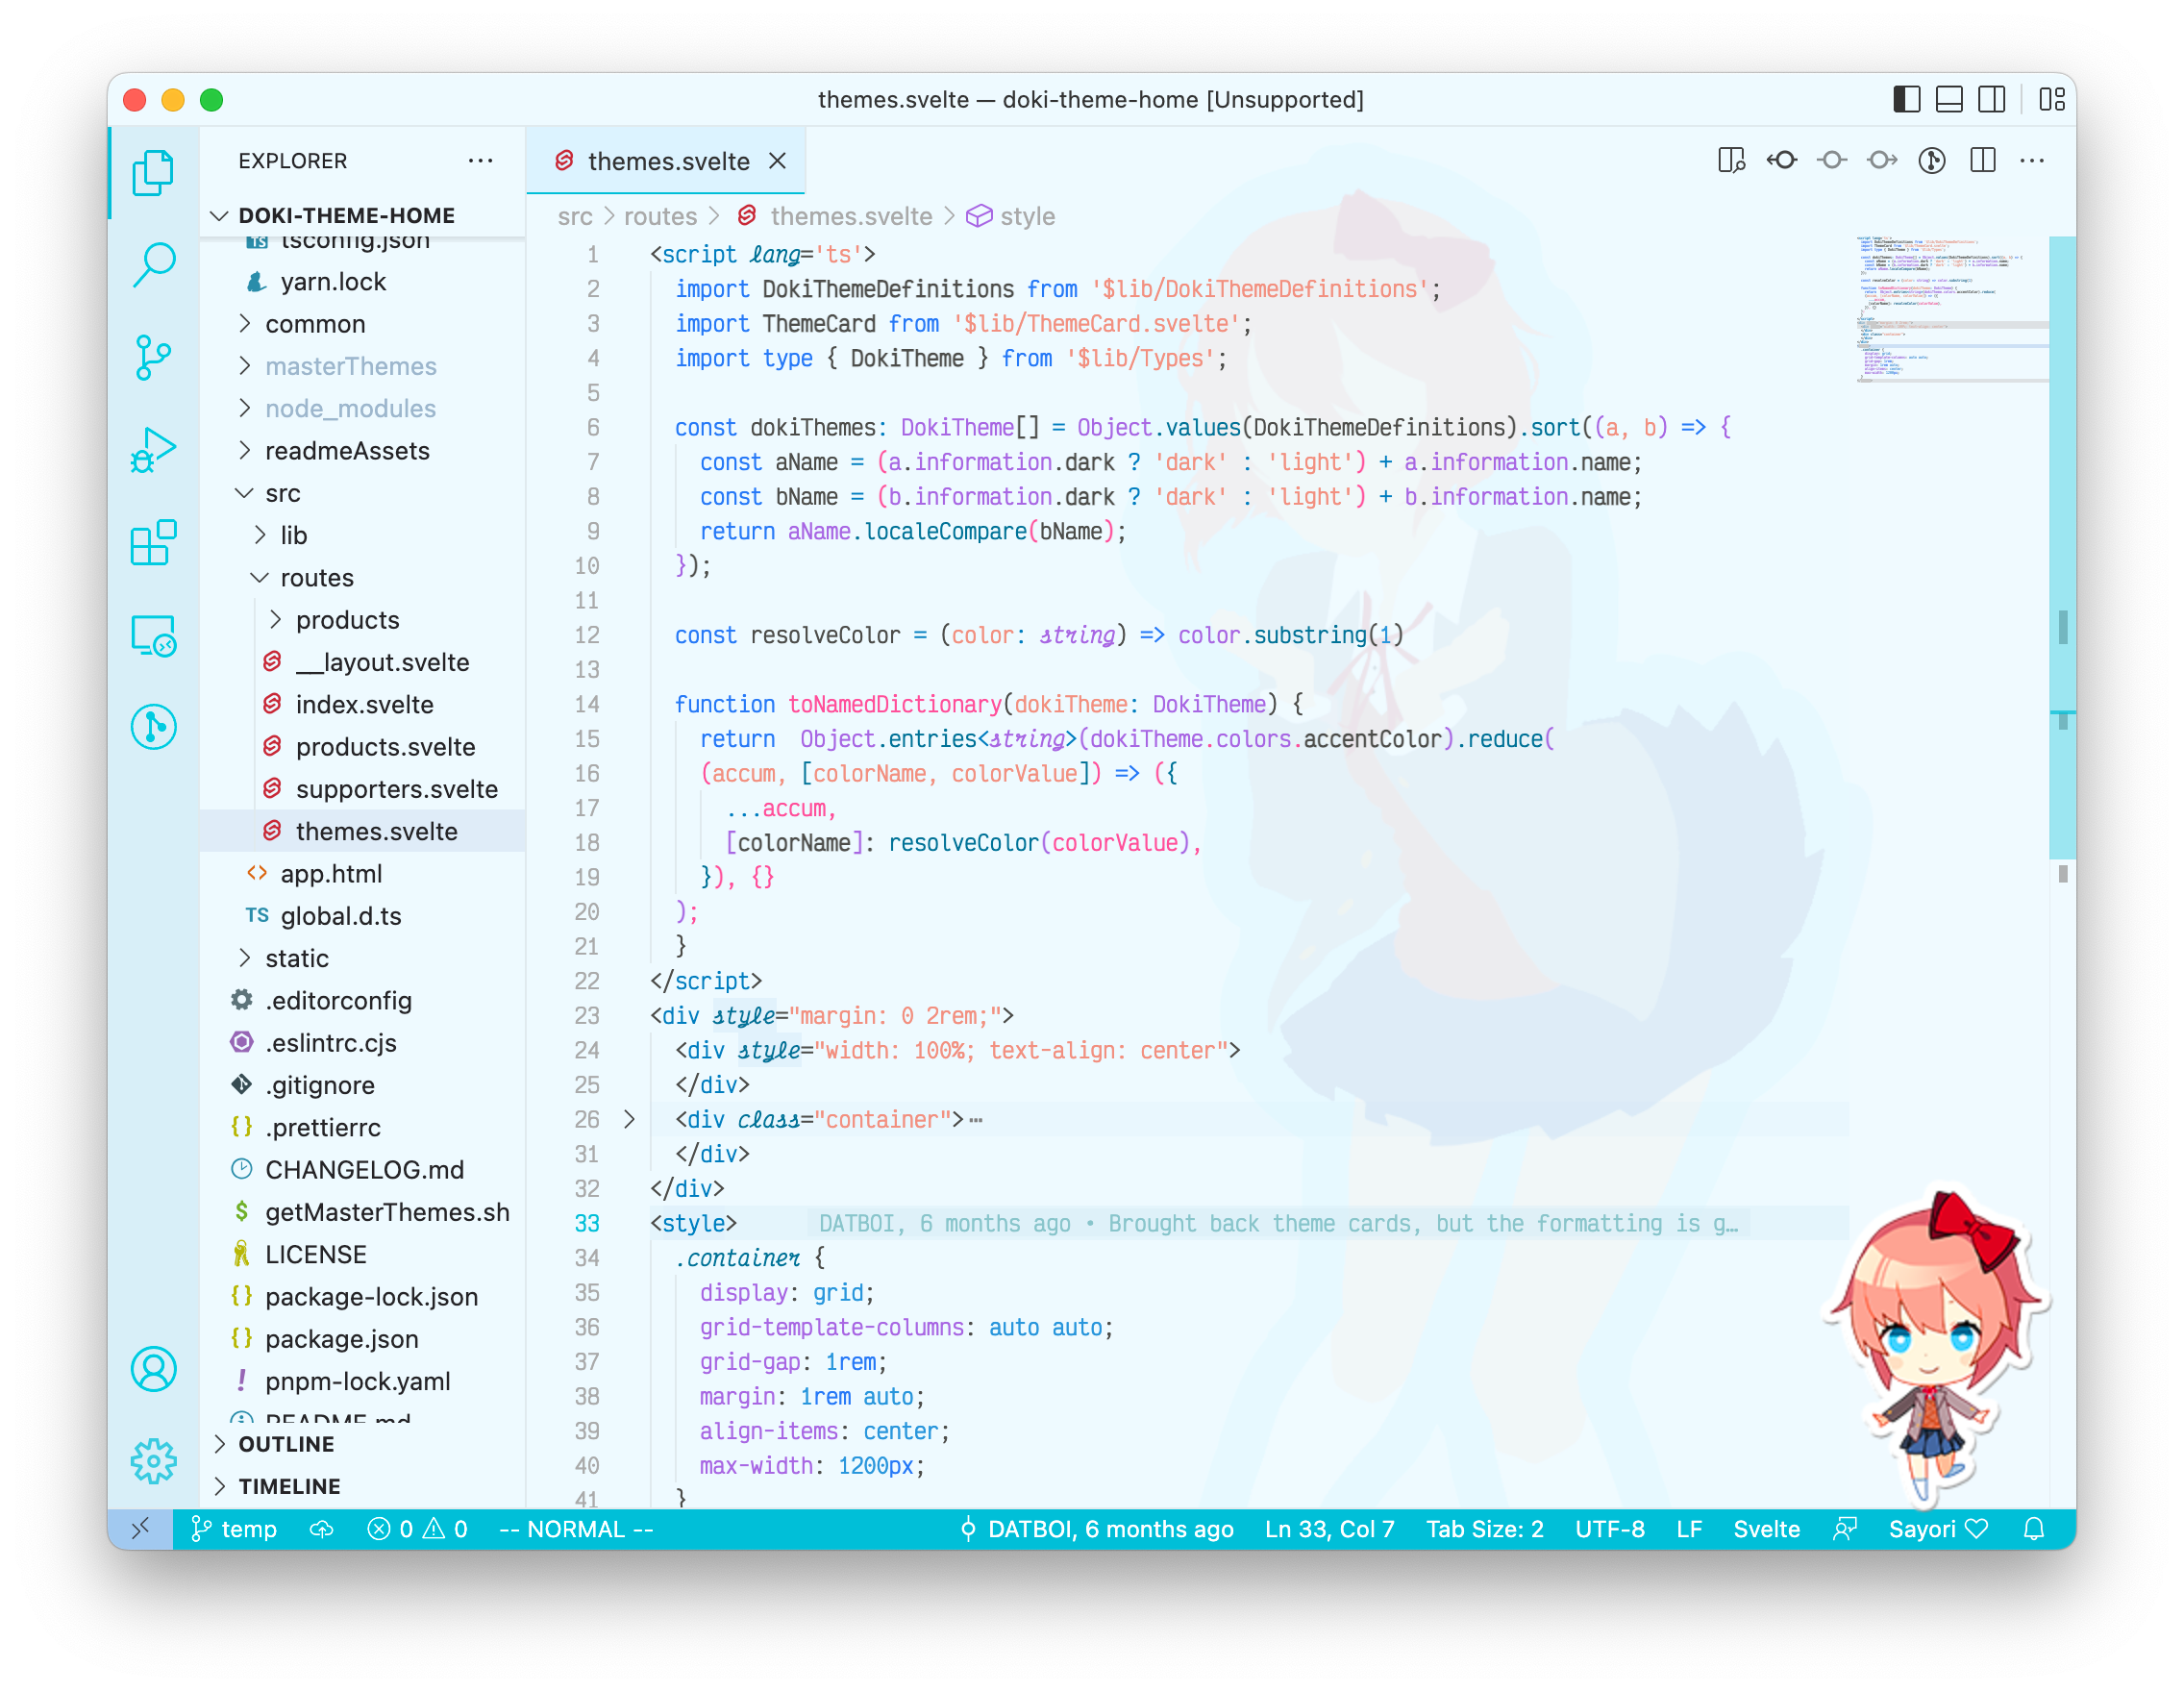 themes.svelte — doki-theme-home [Unsupported]
EXPLORER
DOKI-THEME-HOME
tsconfig.json
yarn.lock
common
masterThemes
node_modules
readmeAssets
src
lib
routes
products
__layout.svelte
index.svelte
products.svelte
supporters.svelte
themes.svelte
app.html
TS global.d.ts
static
.editorconfig
.eslintrc.cjs
.gitignore
.prettierrc
CHANGELOG.md
getMasterThemes.sh
LICENSE
package-lock.json
package.json
pnpm-lock.yaml
README.md
OUTLINE
TIMELINE
themes.svelte
src > routes > themes.svelte > style
1 <script lang='ts'>
2 import DokiThemeDefinitions from '$lib/DokiThemeDefinitions';
3 import ThemeCard from '$lib/ThemeCard.svelte';
4 import type { DokiTheme } from '$lib/Types';
5
6 const dokiThemes: DokiTheme[] = Object.values(DokiThemeDefinitions).sort((a, b) => {
7 const aName = (a.information.dark ? 'dark' : 'light') + a.information.name;
8 const bName = (b.information.dark ? 'dark' : 'light') + b.information.name;
9 return aName.localeCompare(bName);
10 });
11
12 const resolveColor = (color: string) => color.substring(1)
13
14 function toNamedDictionary(dokiTheme: DokiTheme) {
15 return  Object.entries<string>(dokiTheme.colors.accentColor).reduce(
16 (accum, [colorName, colorValue]) => ({
17 ...accum,
18 [colorName]: resolveColor(colorValue),
19 }), {}
20 );
21 }
22 </script>
23 <div style="margin: 0 2rem;">
24 <div style="width: 100%; text-align: center">
25 </div>
26 <div class="container">⋯
31 </div>
32 </div>
33 <style> DATBOI, 6 months ago • Brought back theme cards, but the formatting is g…
34 .container {
35 display: grid;
36 grid-template-columns: auto auto;
37 grid-gap: 1rem;
38 margin: 1rem auto;
39 align-items: center;
40 max-width: 1200px;
41 }
temp 0 0 -- NORMAL -- DATBOI, 6 months ago Ln 33, Col 7 Tab Size: 2 UTF-8 LF Svelte Sayori ♡